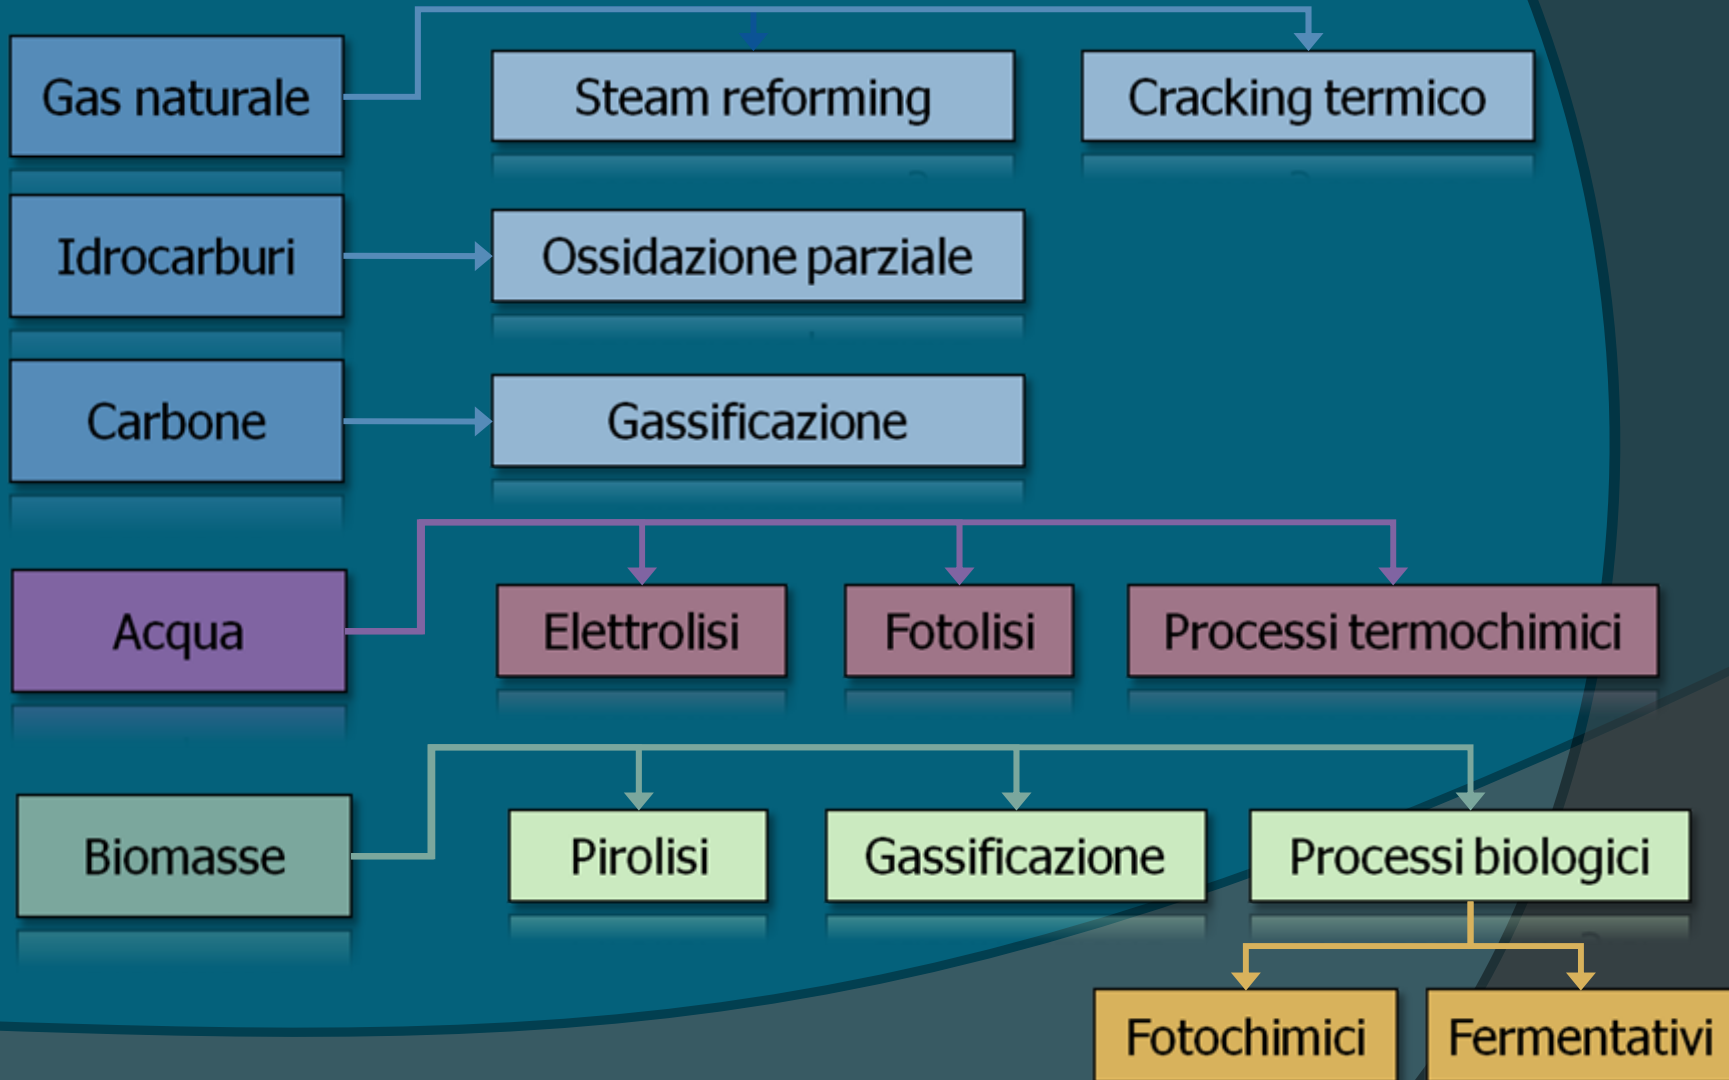 Gas naturale
Steam reforming
Cracking termico
Idrocarburi
Ossidazione parziale
Carbone
Gassificazione
Acqua
Elettrolisi
Fotolisi
Processi termochimici
Biomasse
Pirolisi
Gassificazione
Processi biologici
Fotochimici
Fermentativi